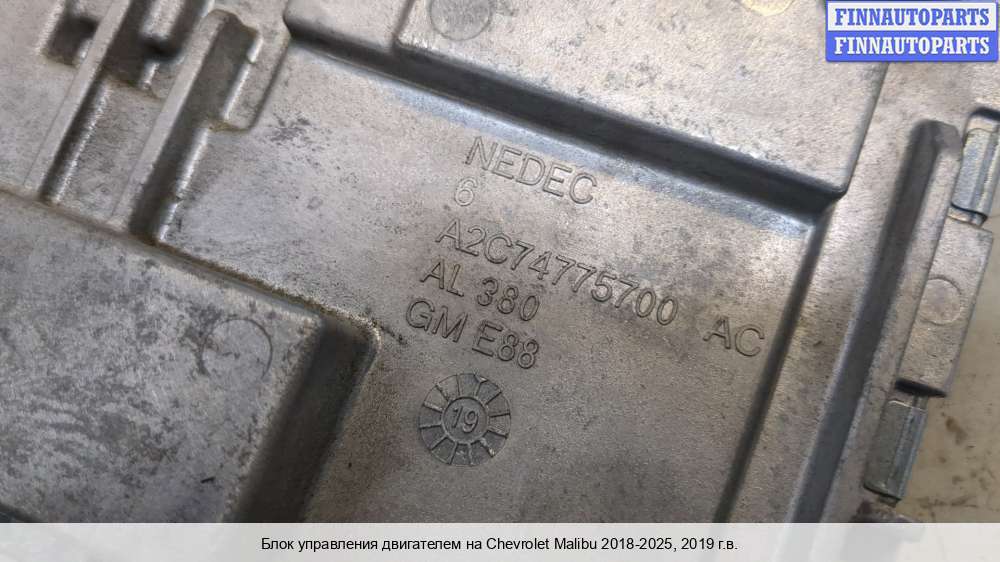 FINNAUTOPARTS
FINNAUTOPARTS
NEDEC
6
A2C74775700 AC
AL 380
GM E88
19
Блок управления двигателем на Chevrolet Malibu 2018-2025, 2019 г.в.